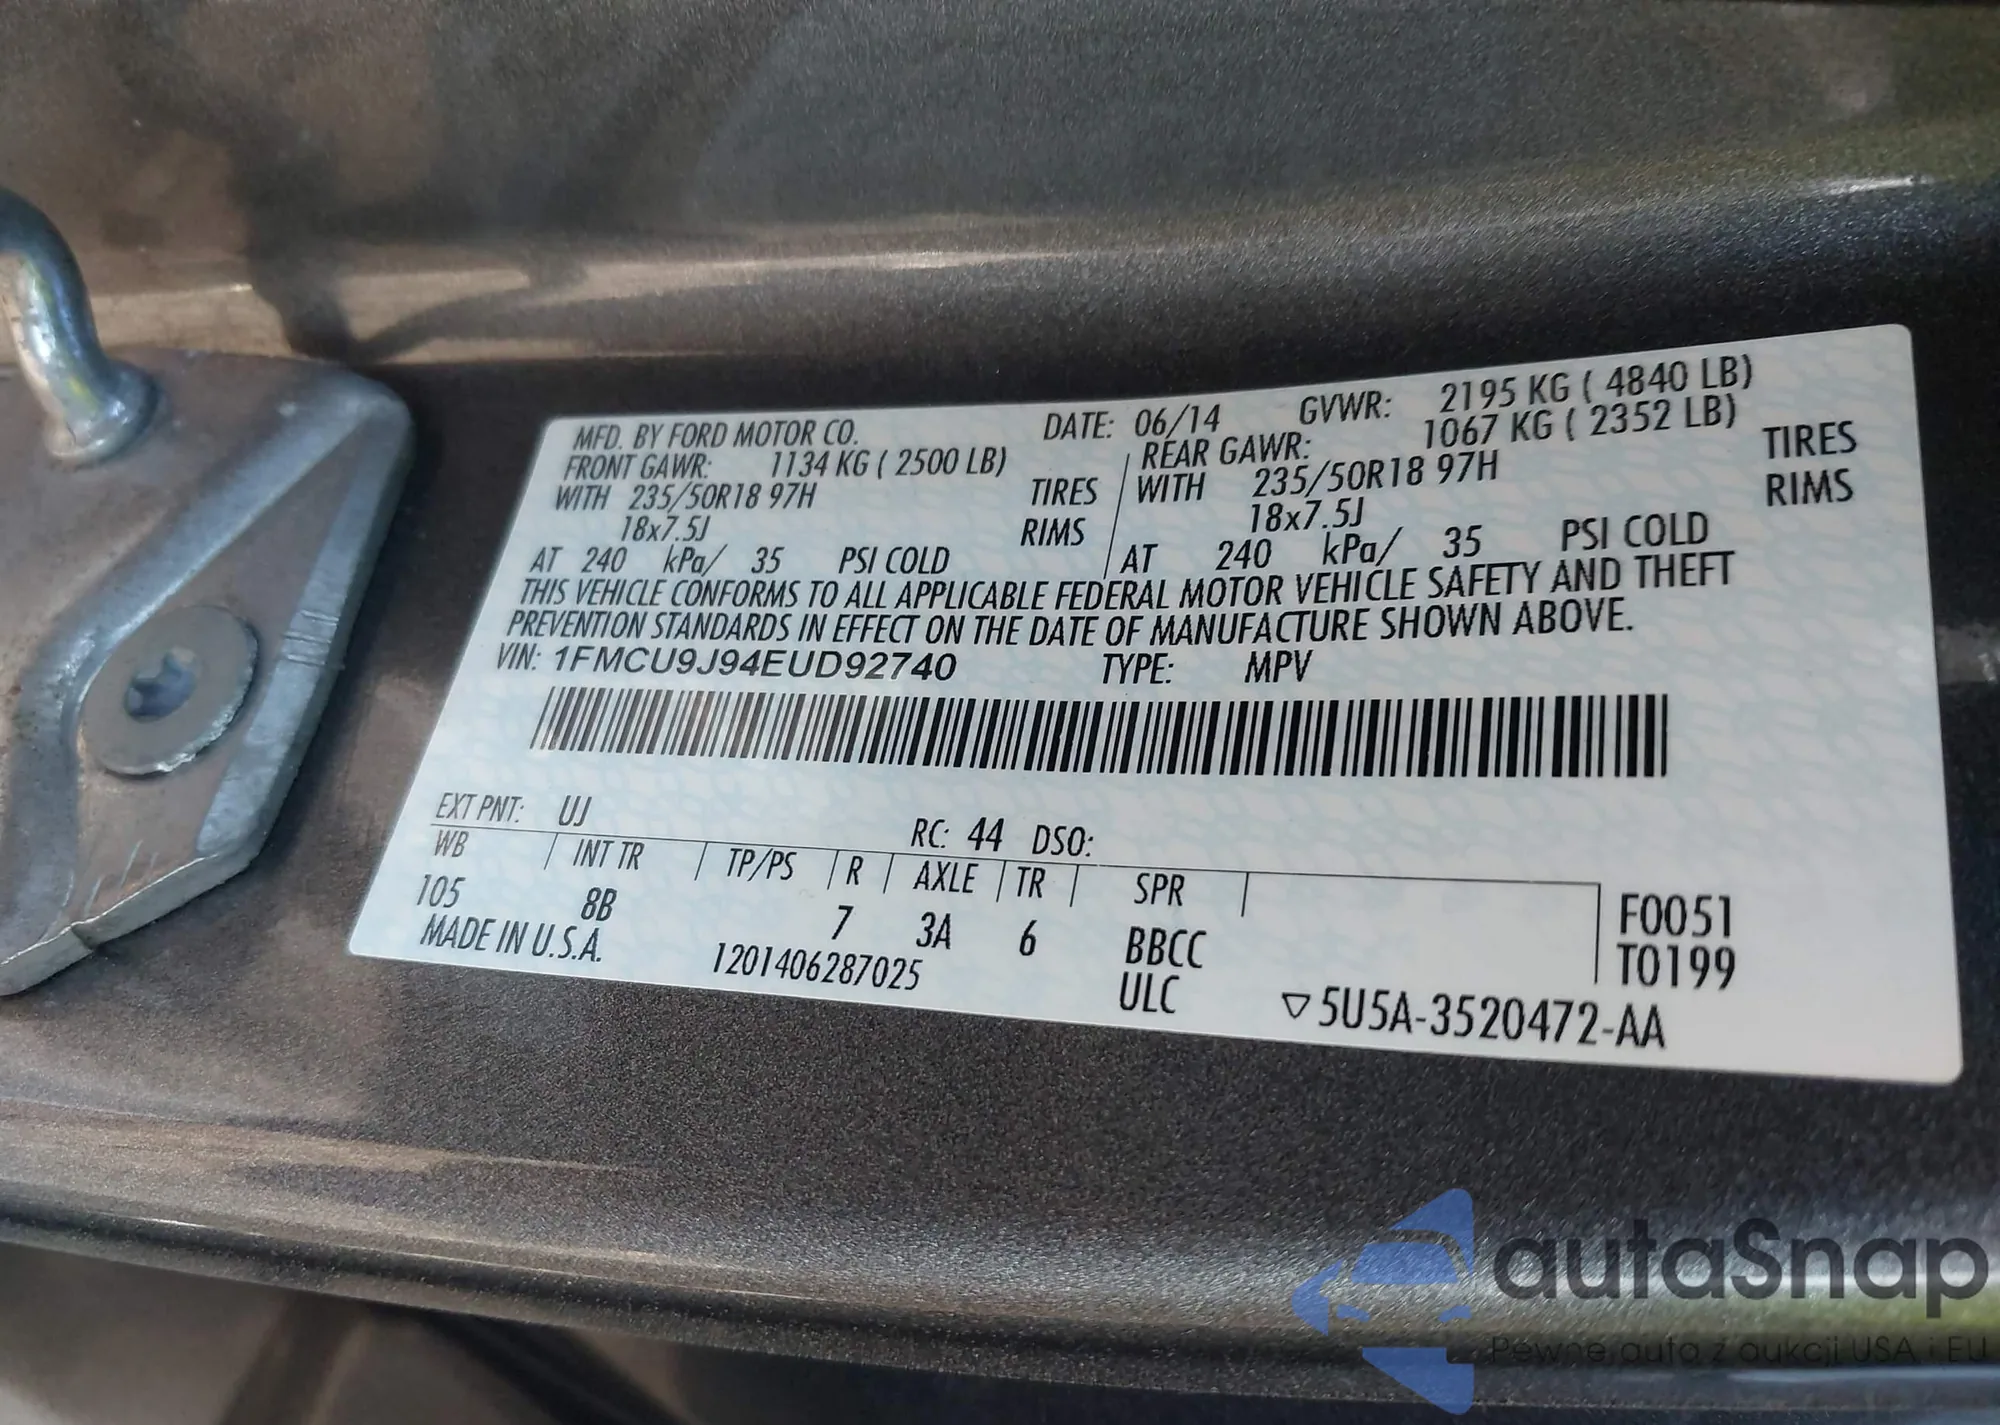 MFD. BY FORD MOTOR CO. DATE: 06/14 GVWR: 2195 KG ( 4840 LB)
FRONT GAWR: 1134 KG ( 2500 LB) REAR GAWR: 1067 KG ( 2352 LB)
WITH 235/50R18 97H TIRES WITH 235/50R18 97H TIRES
18x7.5J RIMS 18x7.5J RIMS
AT 240 kPa/ 35 PSI COLD AT 240 kPa/ 35 PSI COLD
THIS VEHICLE CONFORMS TO ALL APPLICABLE FEDERAL MOTOR VEHICLE SAFETY AND THEFT
PREVENTION STANDARDS IN EFFECT ON THE DATE OF MANUFACTURE SHOWN ABOVE.
VIN: 1FMCU9J94EUD92740 TYPE: MPV
EXT PNT: UJ RC: 44 DSO:
WB INT TR TP/PS R AXLE TR SPR
105 8B 7 3A 6 BBCC F0051
MADE IN U.S.A. 1201406287025 ULC T0199
▽5U5A-3520472-AA
autaSnap
Pewne auta z aukcji USA i EU